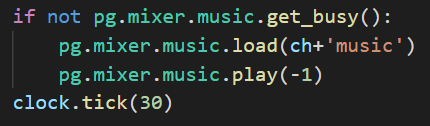 if not pg.mixer.music.get_busy():
    pg.mixer.music.load(ch+'music')
    pg.mixer.music.play(-1)
clock.tick(30)